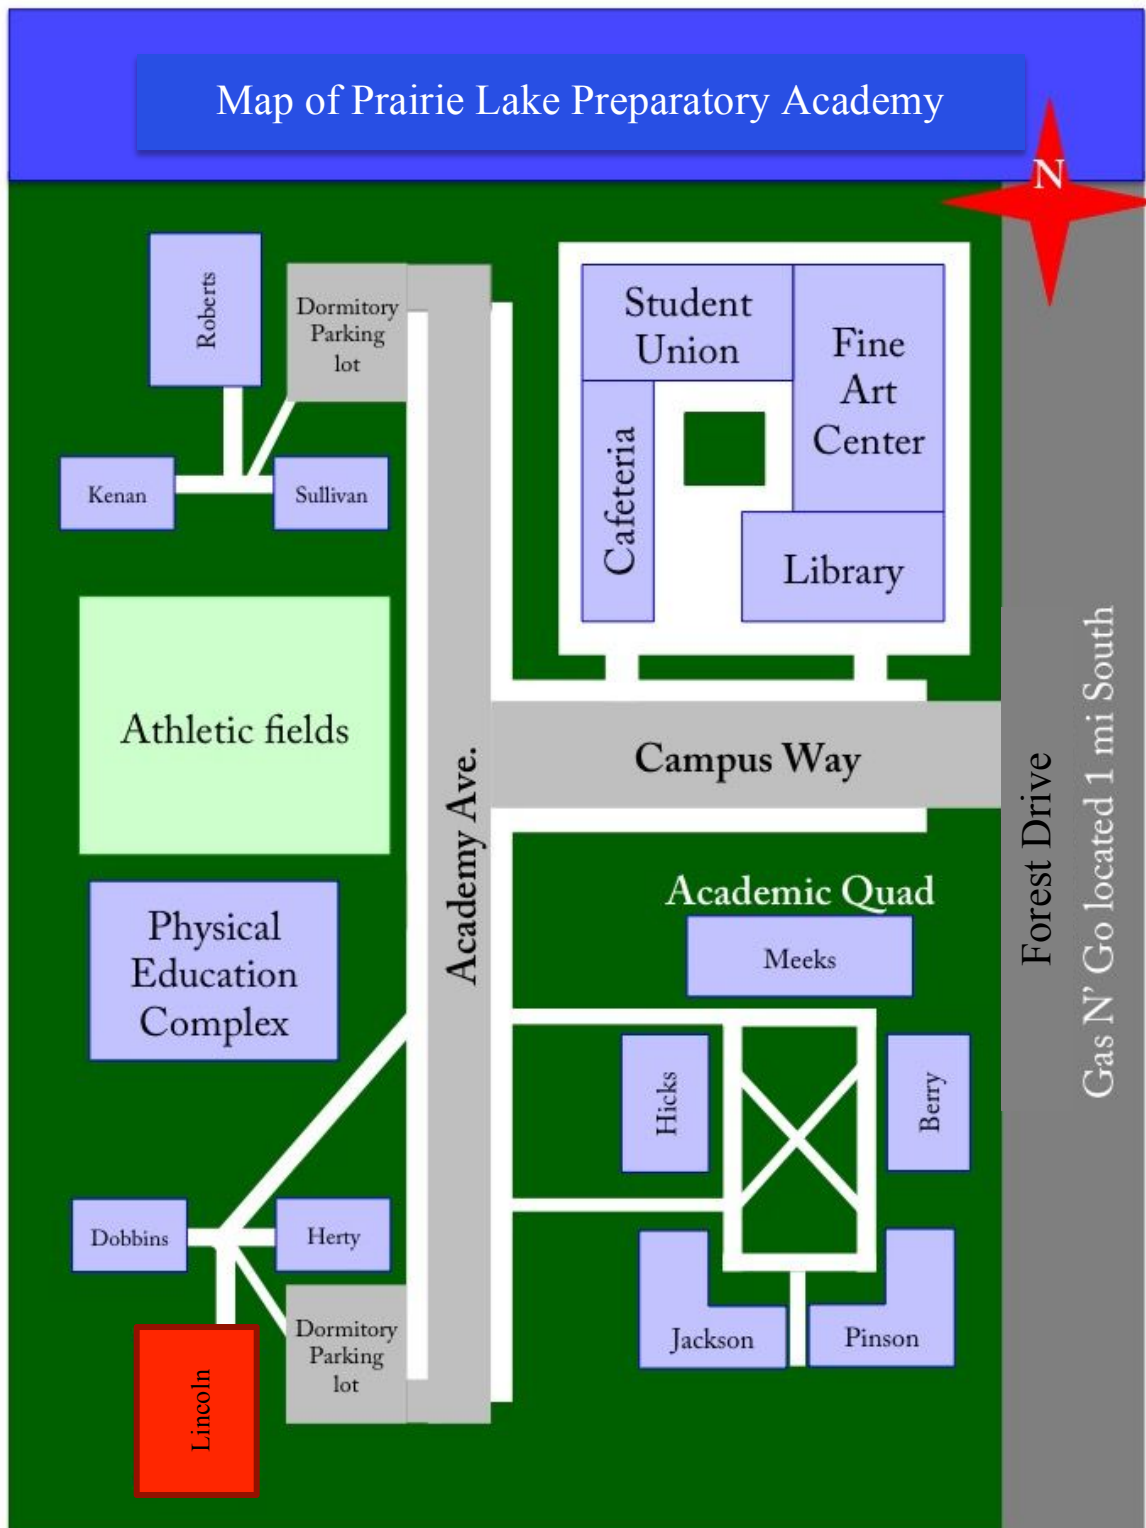 Map of Prairie Lake Preparatory Academy
N
Roberts
Dormitory
Parking
lot
Kenan
Sullivan
Student
Union
Fine
Art
Center
Cafeteria
Library
Athletic fields
Campus Way
Academy Ave.
Forest Drive
Gas N' Go located 1 mi South
Physical
Education
Complex
Academic Quad
Meeks
Hicks
Berry
Dobbins
Herty
Dormitory
Parking
lot
Lincoln
Jackson
Pinson